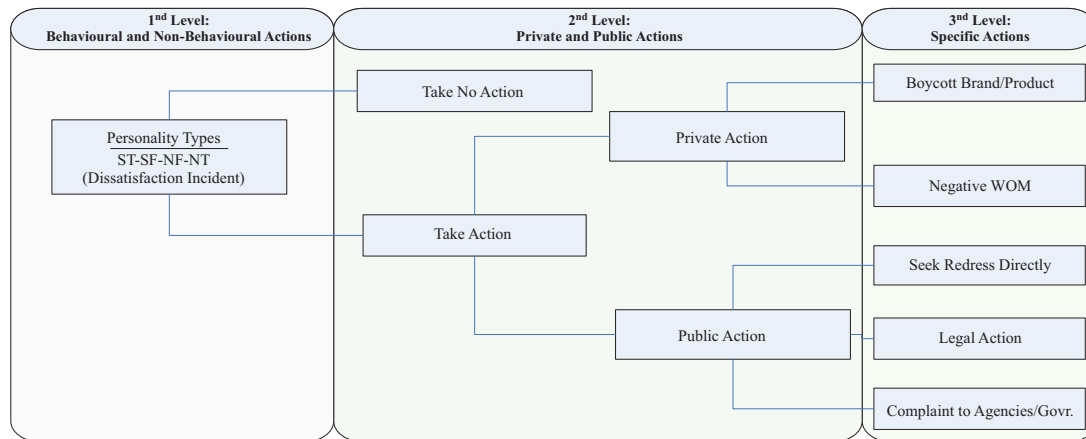 1nd Level:
Behavioural and Non-Behavioural Actions
2nd Level:
Private and Public Actions
3nd Level:
Specific Actions
Personality Types
ST-SF-NF-NT
(Dissatisfaction Incident)
Take No Action
Take Action
Private Action
Public Action
Boycott Brand/Product
Negative WOM
Seek Redress Directly
Legal Action
Complaint to Agencies/Govr.